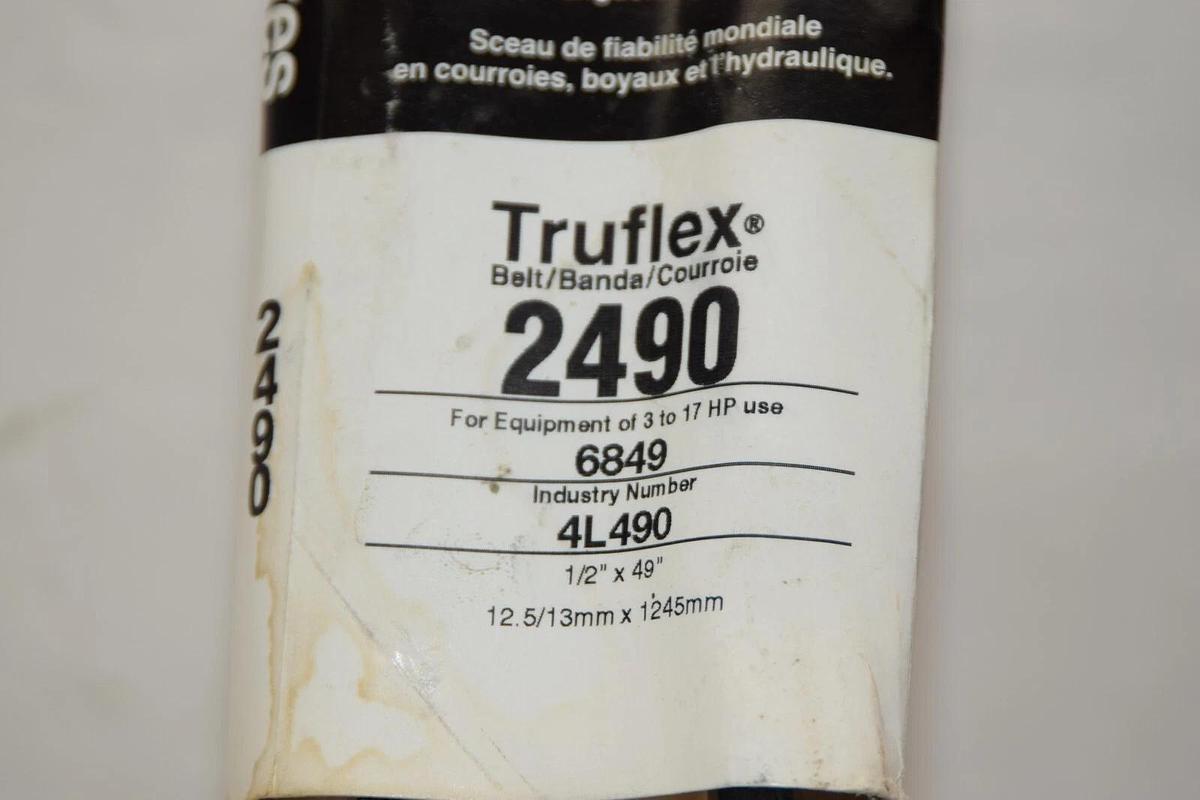 Sceau de fiabilité mondiale
en courroies, boyaux et l'hydraulique.
Truflex®
Belt/Banda/Courroie
2490
For Equipment of 3 to 17 HP use
6849
Industry Number
4L490
1/2" x 49"
12.5/13mm x 1245mm
2490